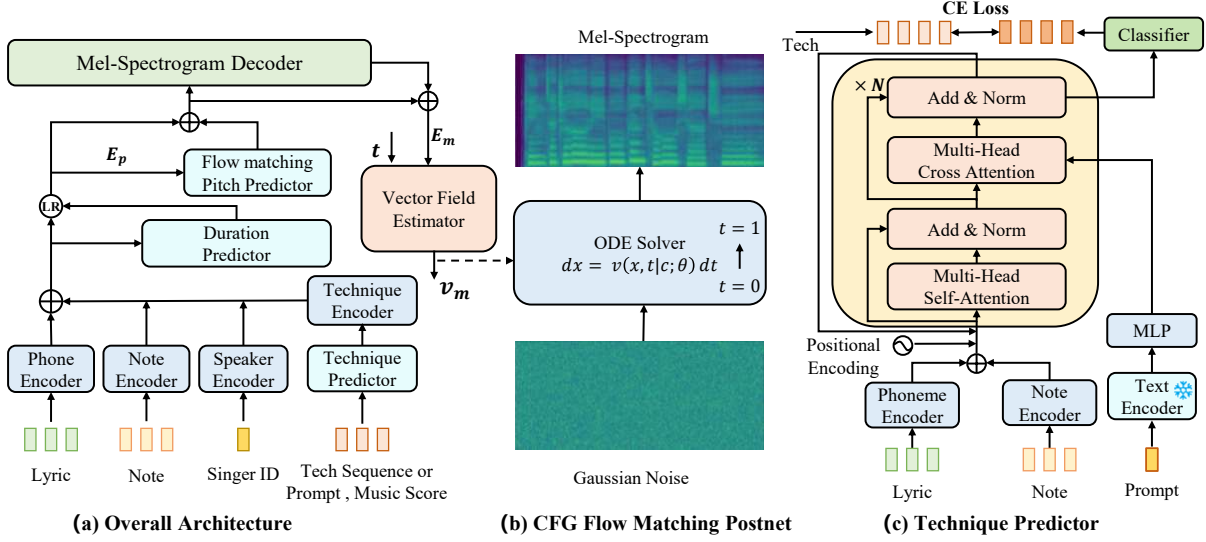 Mel-Spectrogram Decoder
E_m
t
E_p
Flow matching
Pitch Predictor
Vector Field
Estimator
LR
Duration
Predictor
v_m
Technique
Encoder
Phone
Encoder
Note
Encoder
Speaker
Encoder
Technique
Predictor
Lyric
Note
Singer ID
Tech Sequence or
Prompt , Music Score
(a) Overall Architecture
Mel-Spectrogram
ODE Solver
dx = v(x, t|c; θ) dt
t = 1
t = 0
Gaussian Noise
(b) CFG Flow Matching Postnet
CE Loss
Tech
Classifier
× N
Add & Norm
Multi-Head
Cross Attention
Add & Norm
Multi-Head
Self-Attention
MLP
Positional
Encoding
Phoneme
Encoder
Note
Encoder
Text
Encoder
Lyric
Note
Prompt
(c) Technique Predictor